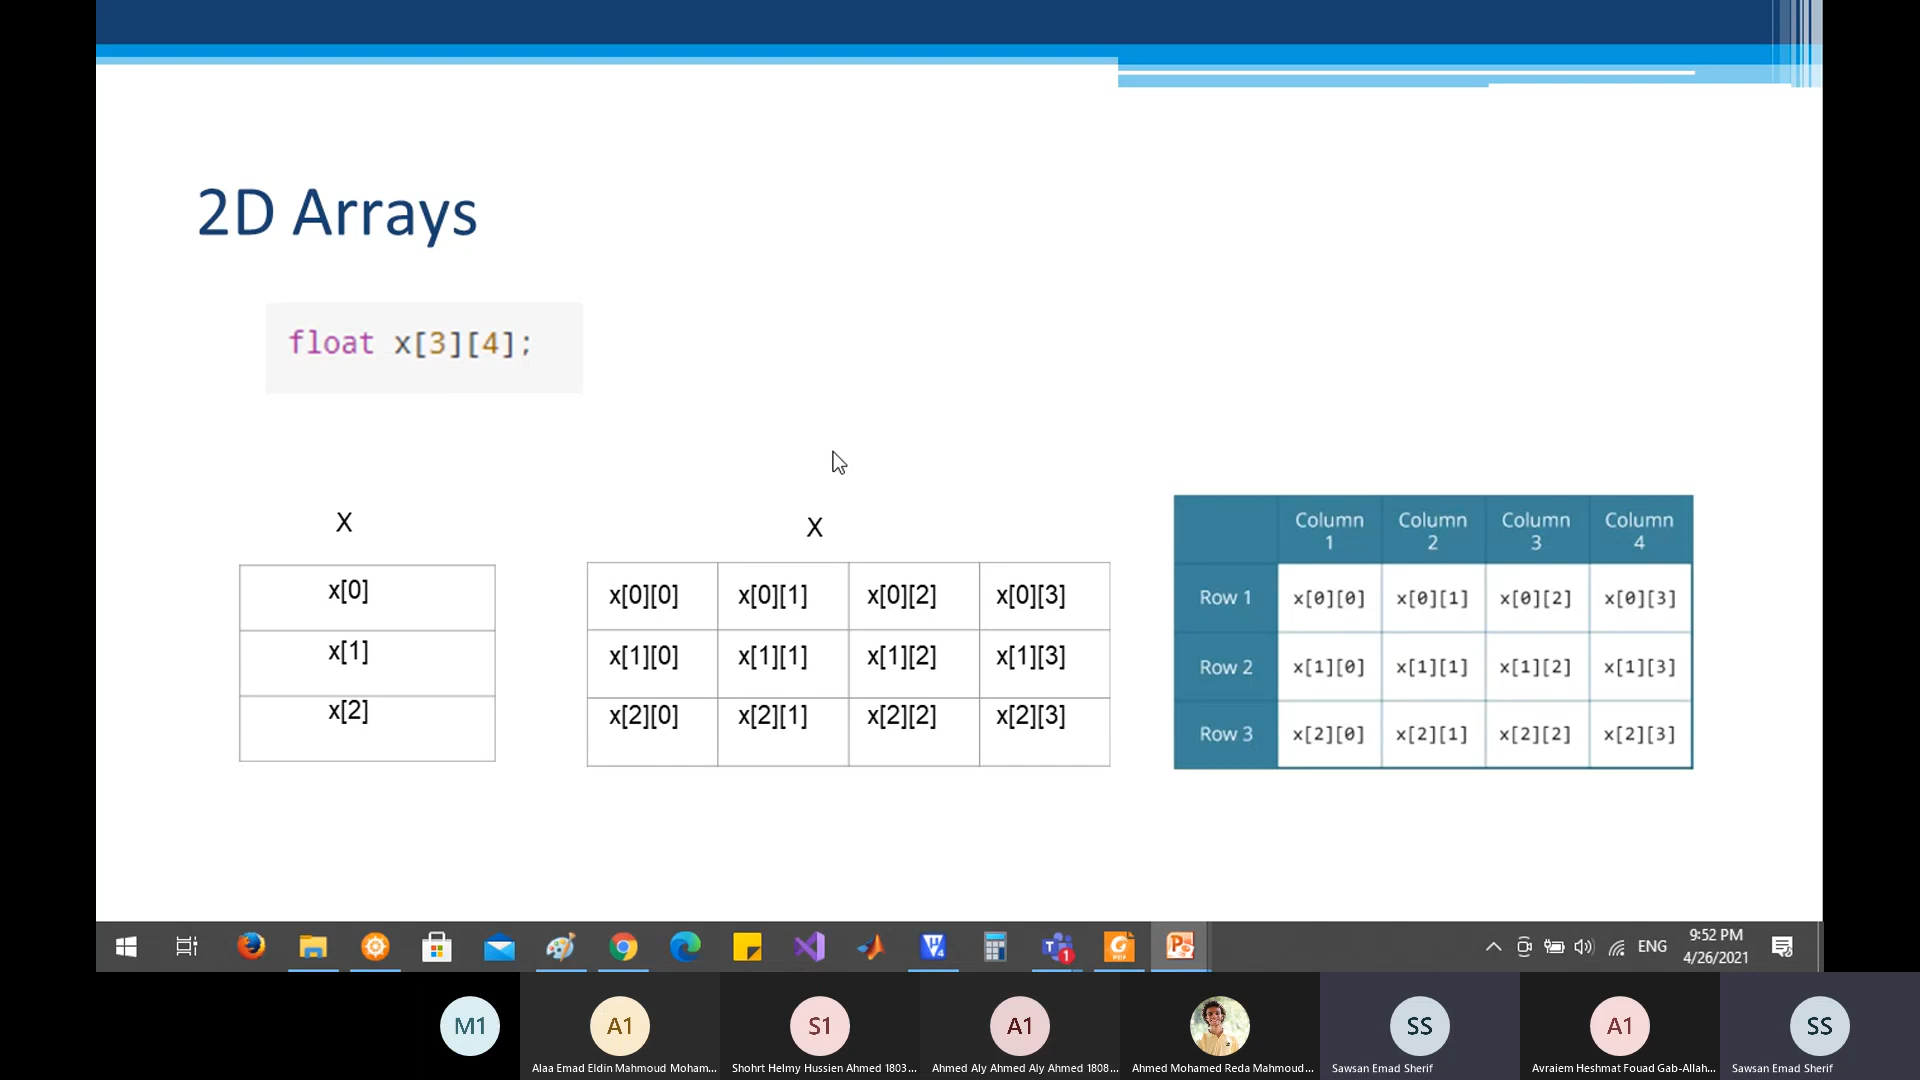 2D Arrays
float x[3][4];
X
x[0]
x[1]
x[2]
X
x[0][0] x[0][1] x[0][2] x[0][3]
x[1][0] x[1][1] x[1][2] x[1][3]
x[2][0] x[2][1] x[2][2] x[2][3]
Column 1 Column 2 Column 3 Column 4
Row 1 x[0][0] x[0][1] x[0][2] x[0][3]
Row 2 x[1][0] x[1][1] x[1][2] x[1][3]
Row 3 x[2][0] x[2][1] x[2][2] x[2][3]
ENG
9:52 PM
4/26/2021
M1 A1 S1 A1 SS A1 SS
Alaa Emad Eldin Mahmoud Moham...
Shohrt Helmy Hussien Ahmed 1803...
Ahmed Aly Ahmed Aly Ahmed 1808...
Ahmed Mohamed Reda Mahmoud...
Sawsan Emad Sherif
Avraiem Heshmat Fouad Gab-Allah...
Sawsan Emad Sherif